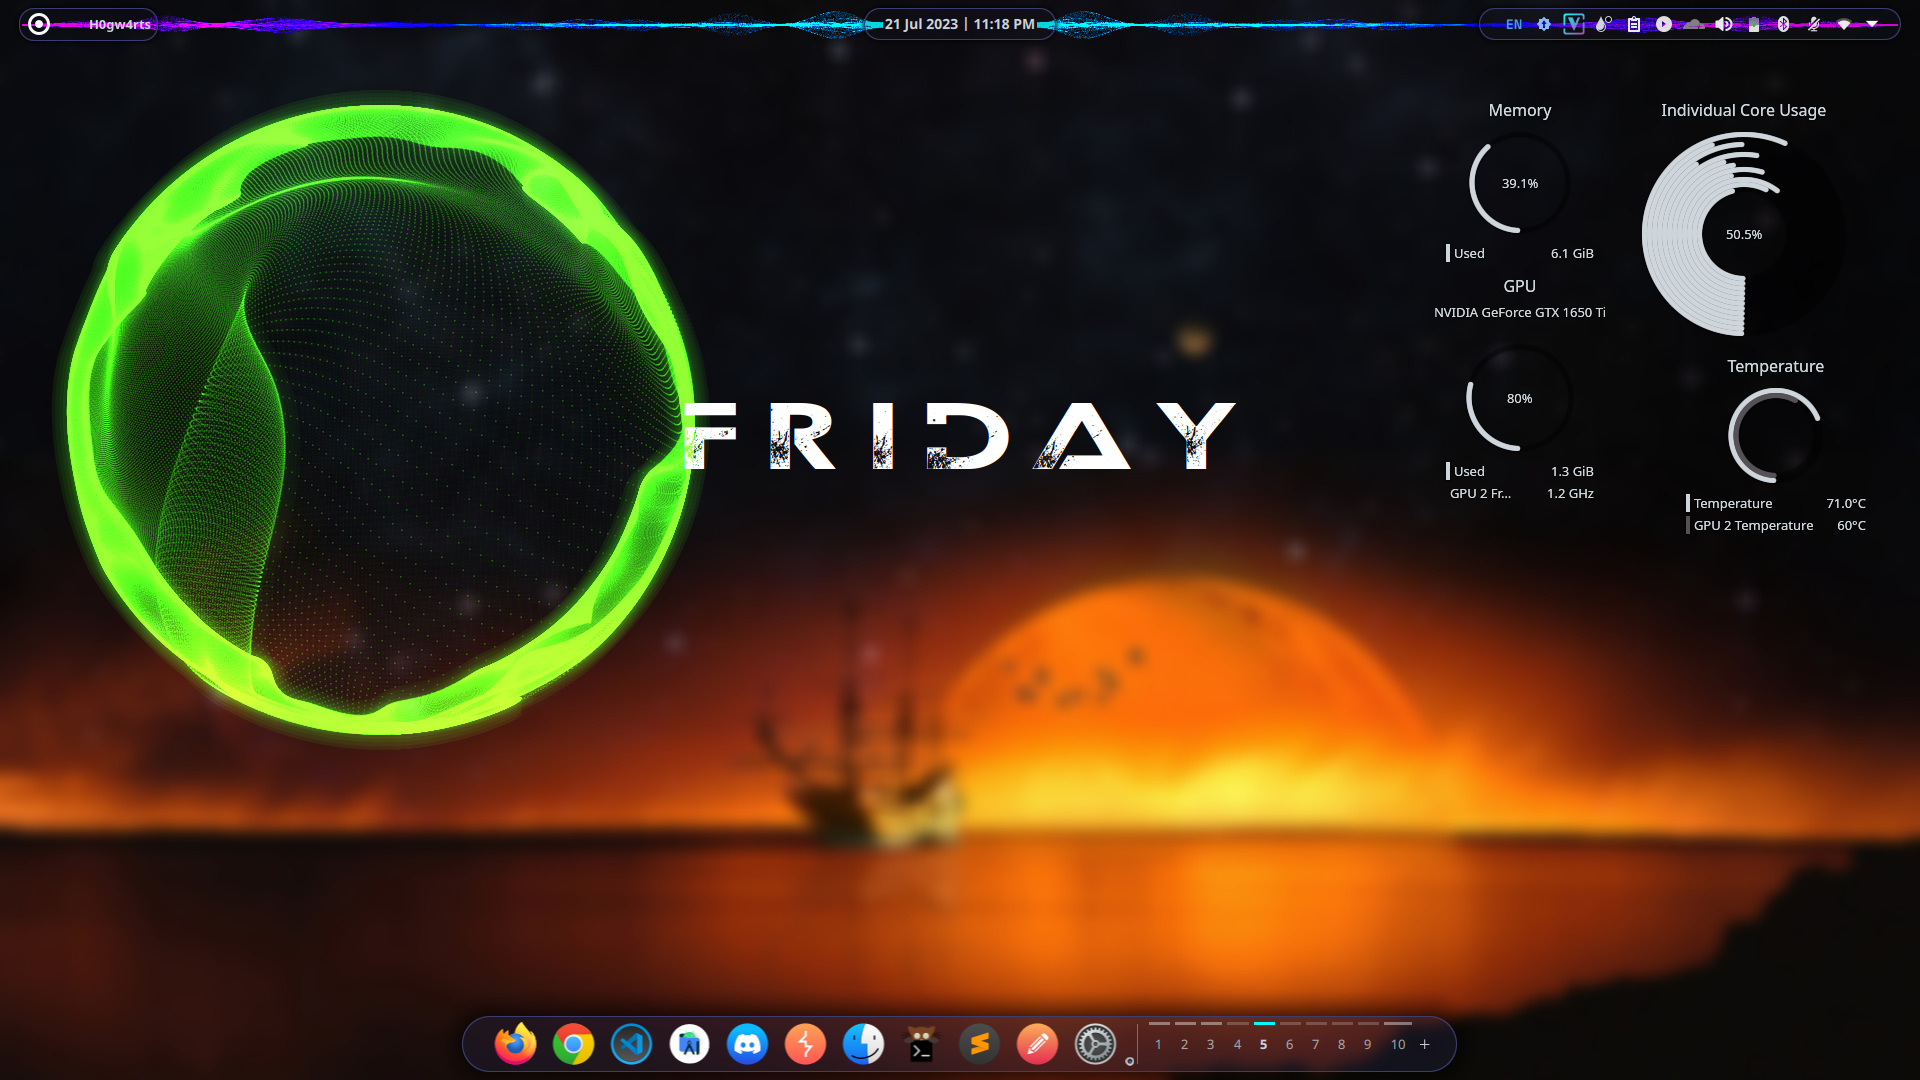 H0gw4rts
21 Jul 2023 | 11:18 PM
EN
Memory
39.1%
Used 6.1 GiB
GPU
NVIDIA GeForce GTX 1650 Ti
80%
Used 1.3 GiB
GPU 2 Fr... 1.2 GHz
Individual Core Usage
50.5%
Temperature
Temperature 71.0°C
GPU 2 Temperature 60°C
FRIDAY
1 2 3 4 5 6 7 8 9 10 +